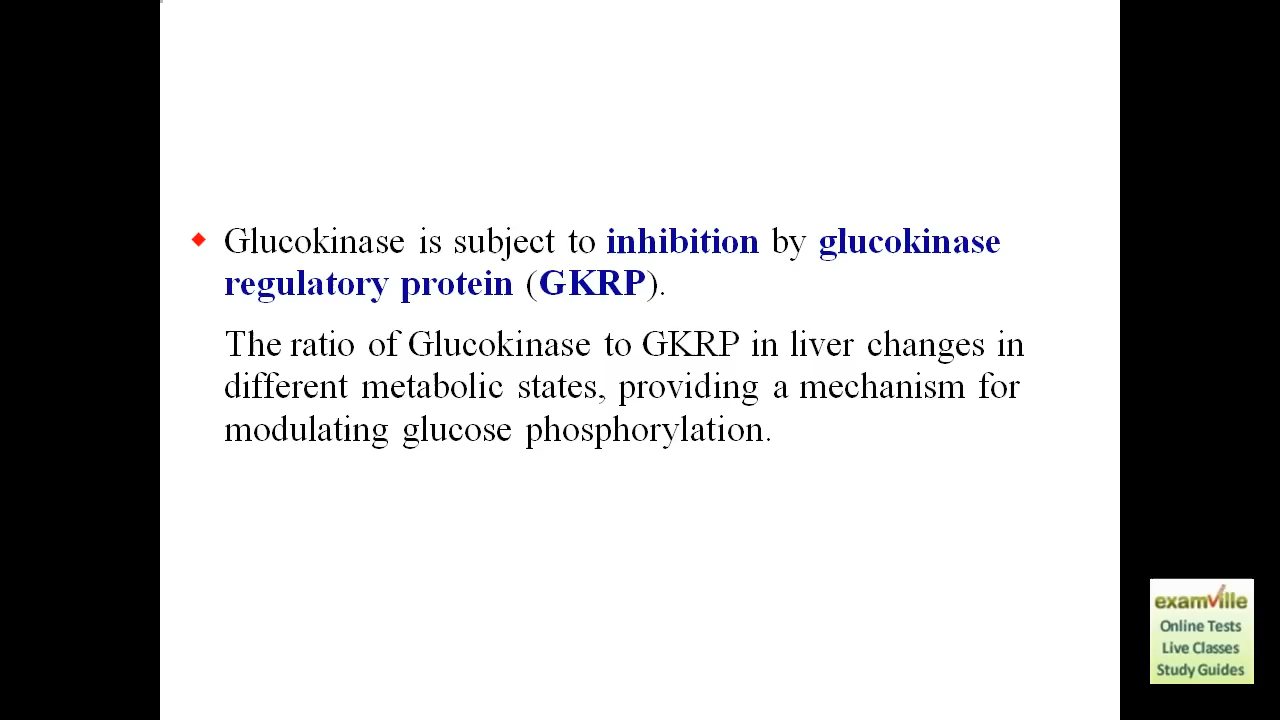 Glucokinase is subject to inhibition by glucokinase
regulatory protein (GKRP).
The ratio of Glucokinase to GKRP in liver changes in
different metabolic states, providing a mechanism for
modulating glucose phosphorylation.
examville
Online Tests
Live Classes
Study Guides